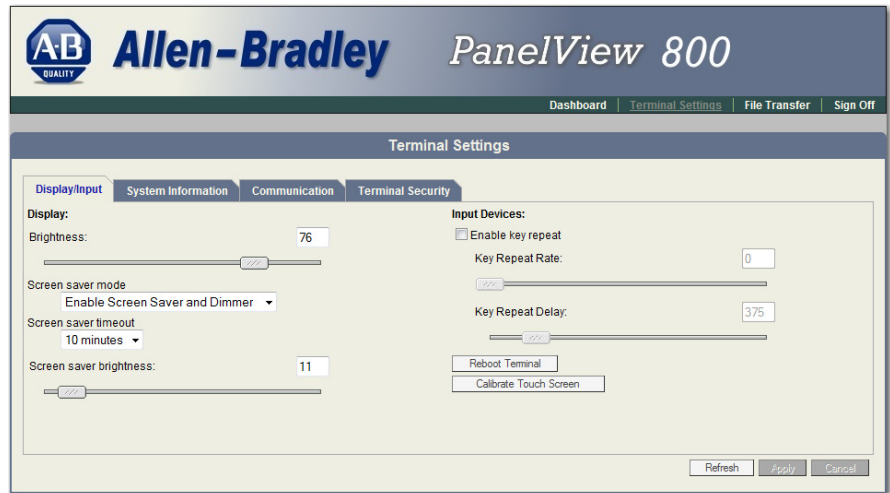 A-B
QUALITY
Allen-Bradley
PanelView 800
Dashboard | Terminal Settings | File Transfer | Sign Off
Terminal Settings
Display/Input System Information Communication Terminal Security
Display:
Brightness: 76
Screen saver mode
Enable Screen Saver and Dimmer
Screen saver timeout
10 minutes
Screen saver brightness: 11
Input Devices:
Enable key repeat
Key Repeat Rate: 0
Key Repeat Delay: 375
Reboot Terminal
Calibrate Touch Screen
Refresh Apply Cancel